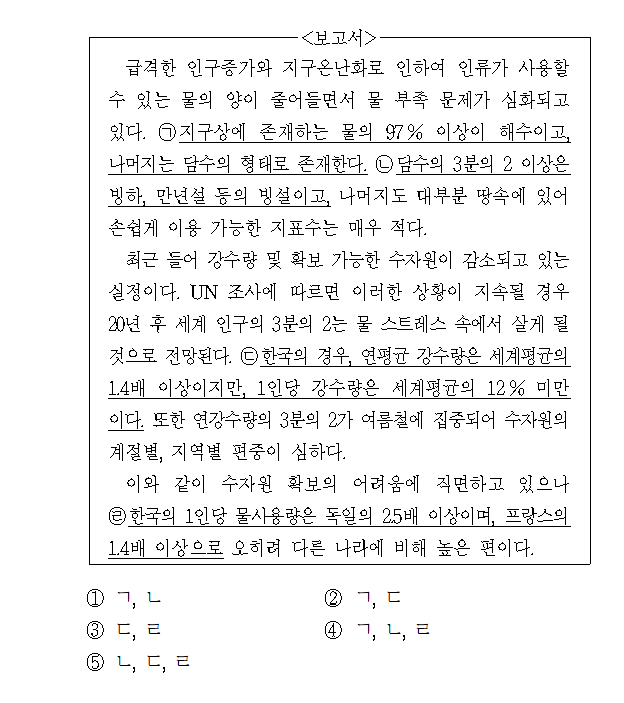 <보고서>
급격한 인구증가와 지구온난화로 인하여 인류가 사용할
수 있는 물의 양이 줄어들면서 물 부족 문제가 심화되고
있다. ㉠지구상에 존재하는 물의 97% 이상이 해수이고,
나머지는 담수의 형태로 존재한다. ㉡담수의 3분의 2 이상은
빙하, 만년설 등의 빙설이고, 나머지도 대부분 땅속에 있어
손쉽게 이용 가능한 지표수는 매우 적다.
최근 들어 강수량 및 확보 가능한 수자원이 감소되고 있는
실정이다. UN 조사에 따르면 이러한 상황이 지속될 경우
20년 후 세계 인구의 3분의 2는 물 스트레스 속에서 살게 될
것으로 전망된다. ㉢한국의 경우, 연평균 강수량은 세계평균의
1.4배 이상이지만, 1인당 강수량은 세계평균의 12% 미만
이다. 또한 연강수량의 3분의 2가 여름철에 집중되어 수자원의
계절별, 지역별 편중이 심하다.
이와 같이 수자원 확보의 어려움에 직면하고 있으나
㉣한국의 1인당 물사용량은 독일의 2.5배 이상이며, 프랑스의
1.4배 이상으로 오히려 다른 나라에 비해 높은 편이다.
① ㄱ, ㄴ ② ㄱ, ㄷ
③ ㄷ, ㄹ ④ ㄱ, ㄴ, ㄹ
⑤ ㄴ, ㄷ, ㄹ